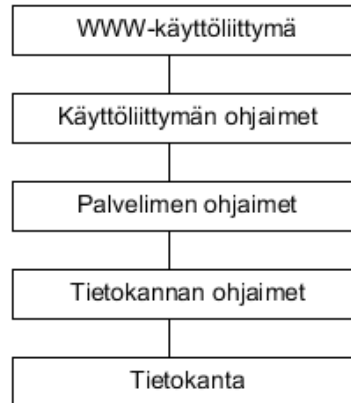 WWW-käyttöliittymä
Käyttöliittymän ohjaimet
Palvelimen ohjaimet
Tietokannan ohjaimet
Tietokanta